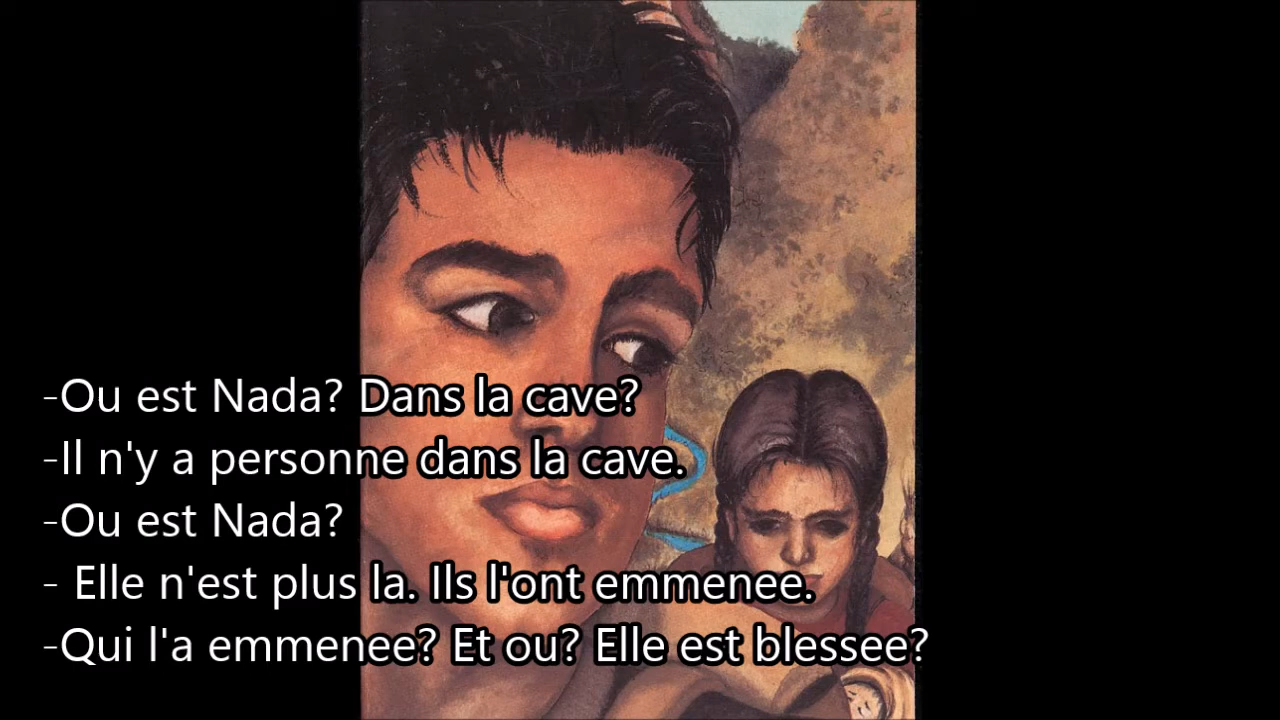 -Ou est Nada? Dans la cave?
-Il n'y a personne dans la cave.
-Ou est Nada?
- Elle n'est plus la. Ils l'ont emmenee.
-Qui l'a emmenee? Et ou? Elle est blessee?